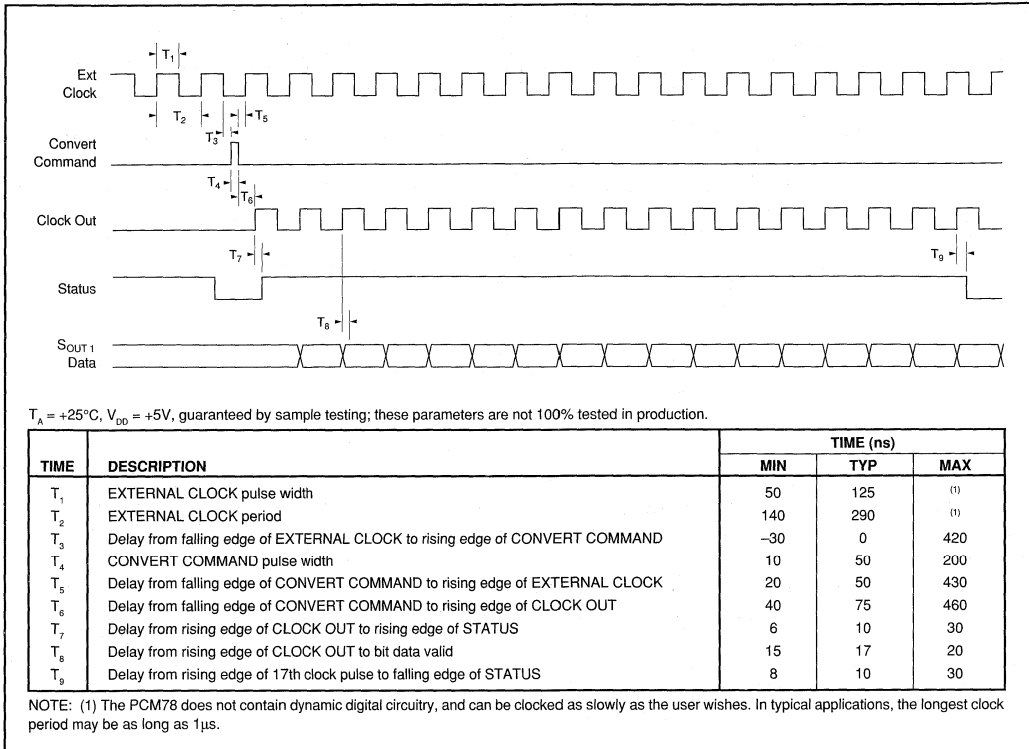 T1
Ext
Clock
T2
T5
T3
Convert
Command
T4
T6
Clock Out
T7
T9
Status
T8
SOUT 1
Data
TA = +25°C, VDD = +5V, guaranteed by sample testing; these parameters are not 100% tested in production.
TIME (ns)
TIME DESCRIPTION MIN TYP MAX
T1 EXTERNAL CLOCK pulse width 50 125 (1)
T2 EXTERNAL CLOCK period 140 290 (1)
T3 Delay from falling edge of EXTERNAL CLOCK to rising edge of CONVERT COMMAND –30 0 420
T4 CONVERT COMMAND pulse width 10 50 200
T5 Delay from falling edge of CONVERT COMMAND to rising edge of EXTERNAL CLOCK 20 50 430
T6 Delay from falling edge of CONVERT COMMAND to rising edge of CLOCK OUT 40 75 460
T7 Delay from rising edge of CLOCK OUT to rising edge of STATUS 6 10 30
T8 Delay from rising edge of CLOCK OUT to bit data valid 15 17 20
T9 Delay from rising edge of 17th clock pulse to falling edge of STATUS 8 10 30
NOTE: (1) The PCM78 does not contain dynamic digital circuitry, and can be clocked as slowly as the user wishes. In typical applications, the longest clock
period may be as long as 1µs.